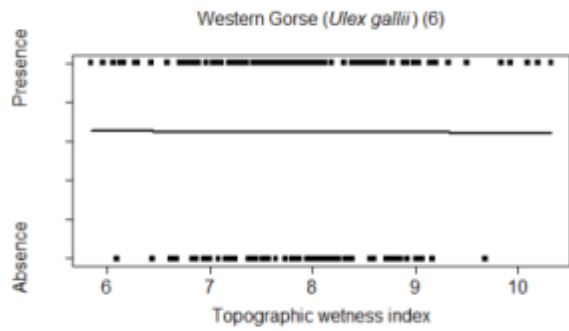 Western Gorse (Ulex gallii) (6)
Presence
Absence
6 7 8 9 10
Topographic wetness index